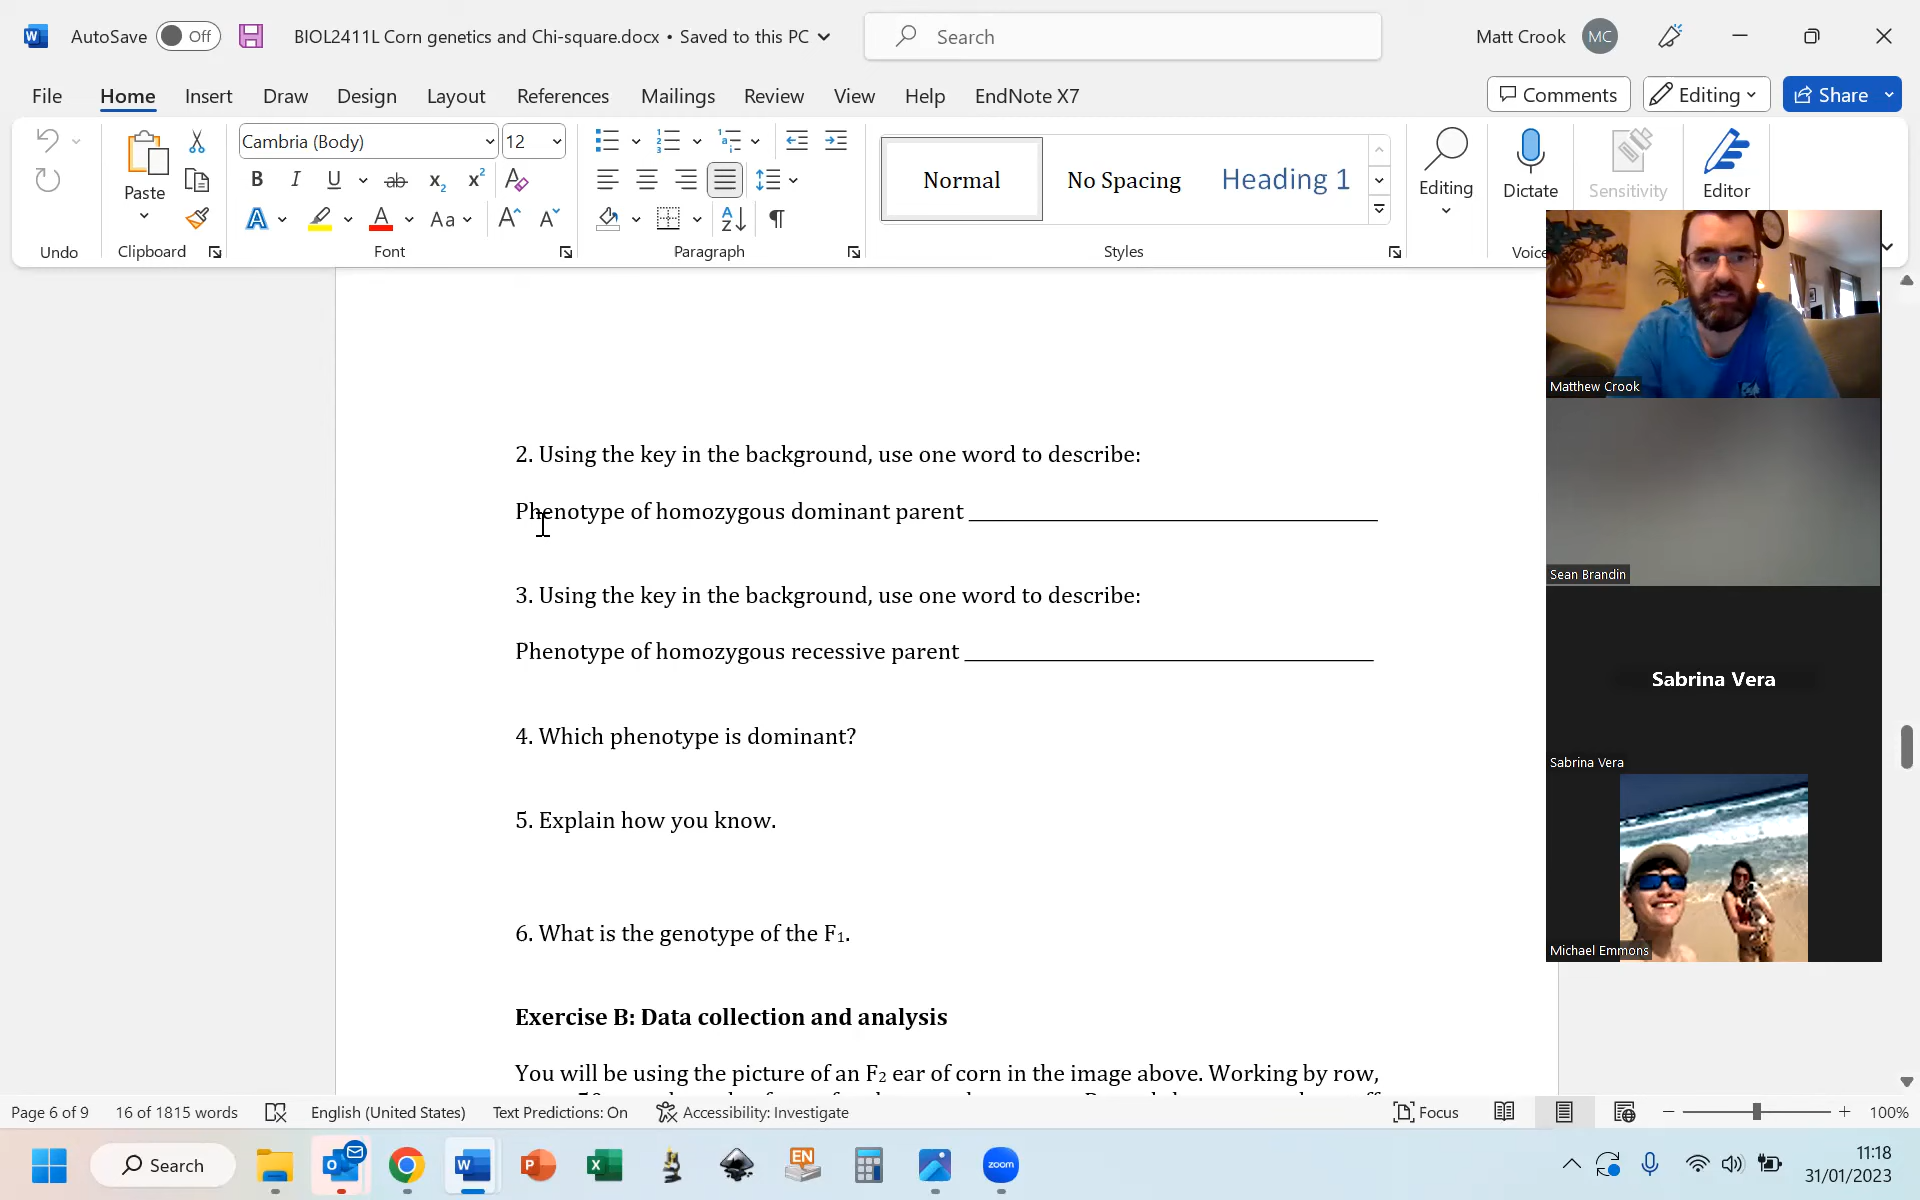 AutoSave Off BIOL2411L Corn genetics and Chi-square.docx • Saved to this PC Search Matt Crook MC
File Home Insert Draw Design Layout References Mailings Review View Help EndNote X7 Comments Editing Share
Cambria (Body) 12
Paste
Normal No Spacing Heading 1
Editing Dictate Sensitivity Editor
Undo Clipboard Font Paragraph Styles
Matthew Crook
2. Using the key in the background, use one word to describe:
Phenotype of homozygous dominant parent
Sean Brandin
3. Using the key in the background, use one word to describe:
Phenotype of homozygous recessive parent
Sabrina Vera
4. Which phenotype is dominant?
Sabrina Vera
5. Explain how you know.
6. What is the genotype of the F1.
Michael Emmons
Exercise B: Data collection and analysis
You will be using the picture of an F2 ear of corn in the image above. Working by row,
Page 6 of 9 16 of 1815 words English (United States) Text Predictions: On Accessibility: Investigate Focus 100%
Search EN zoom 11:18
31/01/2023